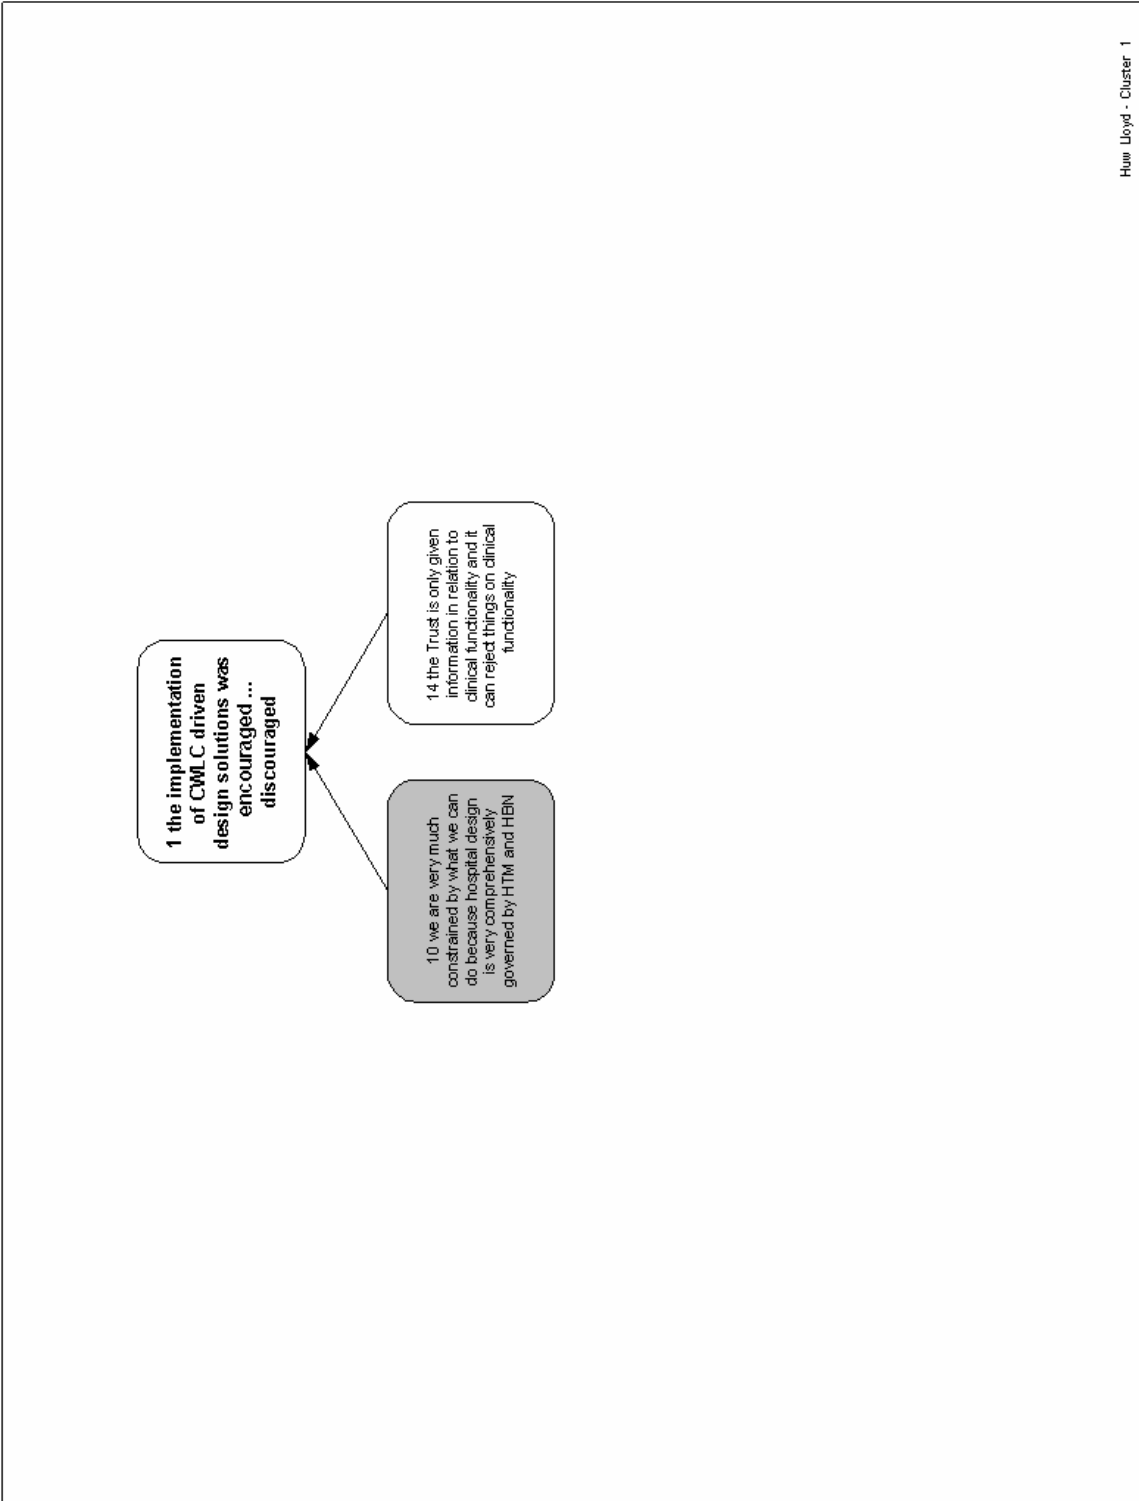 1 the implementation
of CWLC driven
design solutions was
encouraged ...
discouraged
10 we are very much
constrained by what we can
do because hospital design
is very comprehensively
governed by HTM and HBN
14 the Trust is only given
information in relation to
clinical functionality and it
can reject things on clinical
functionality
Huw Lloyd - Cluster 1